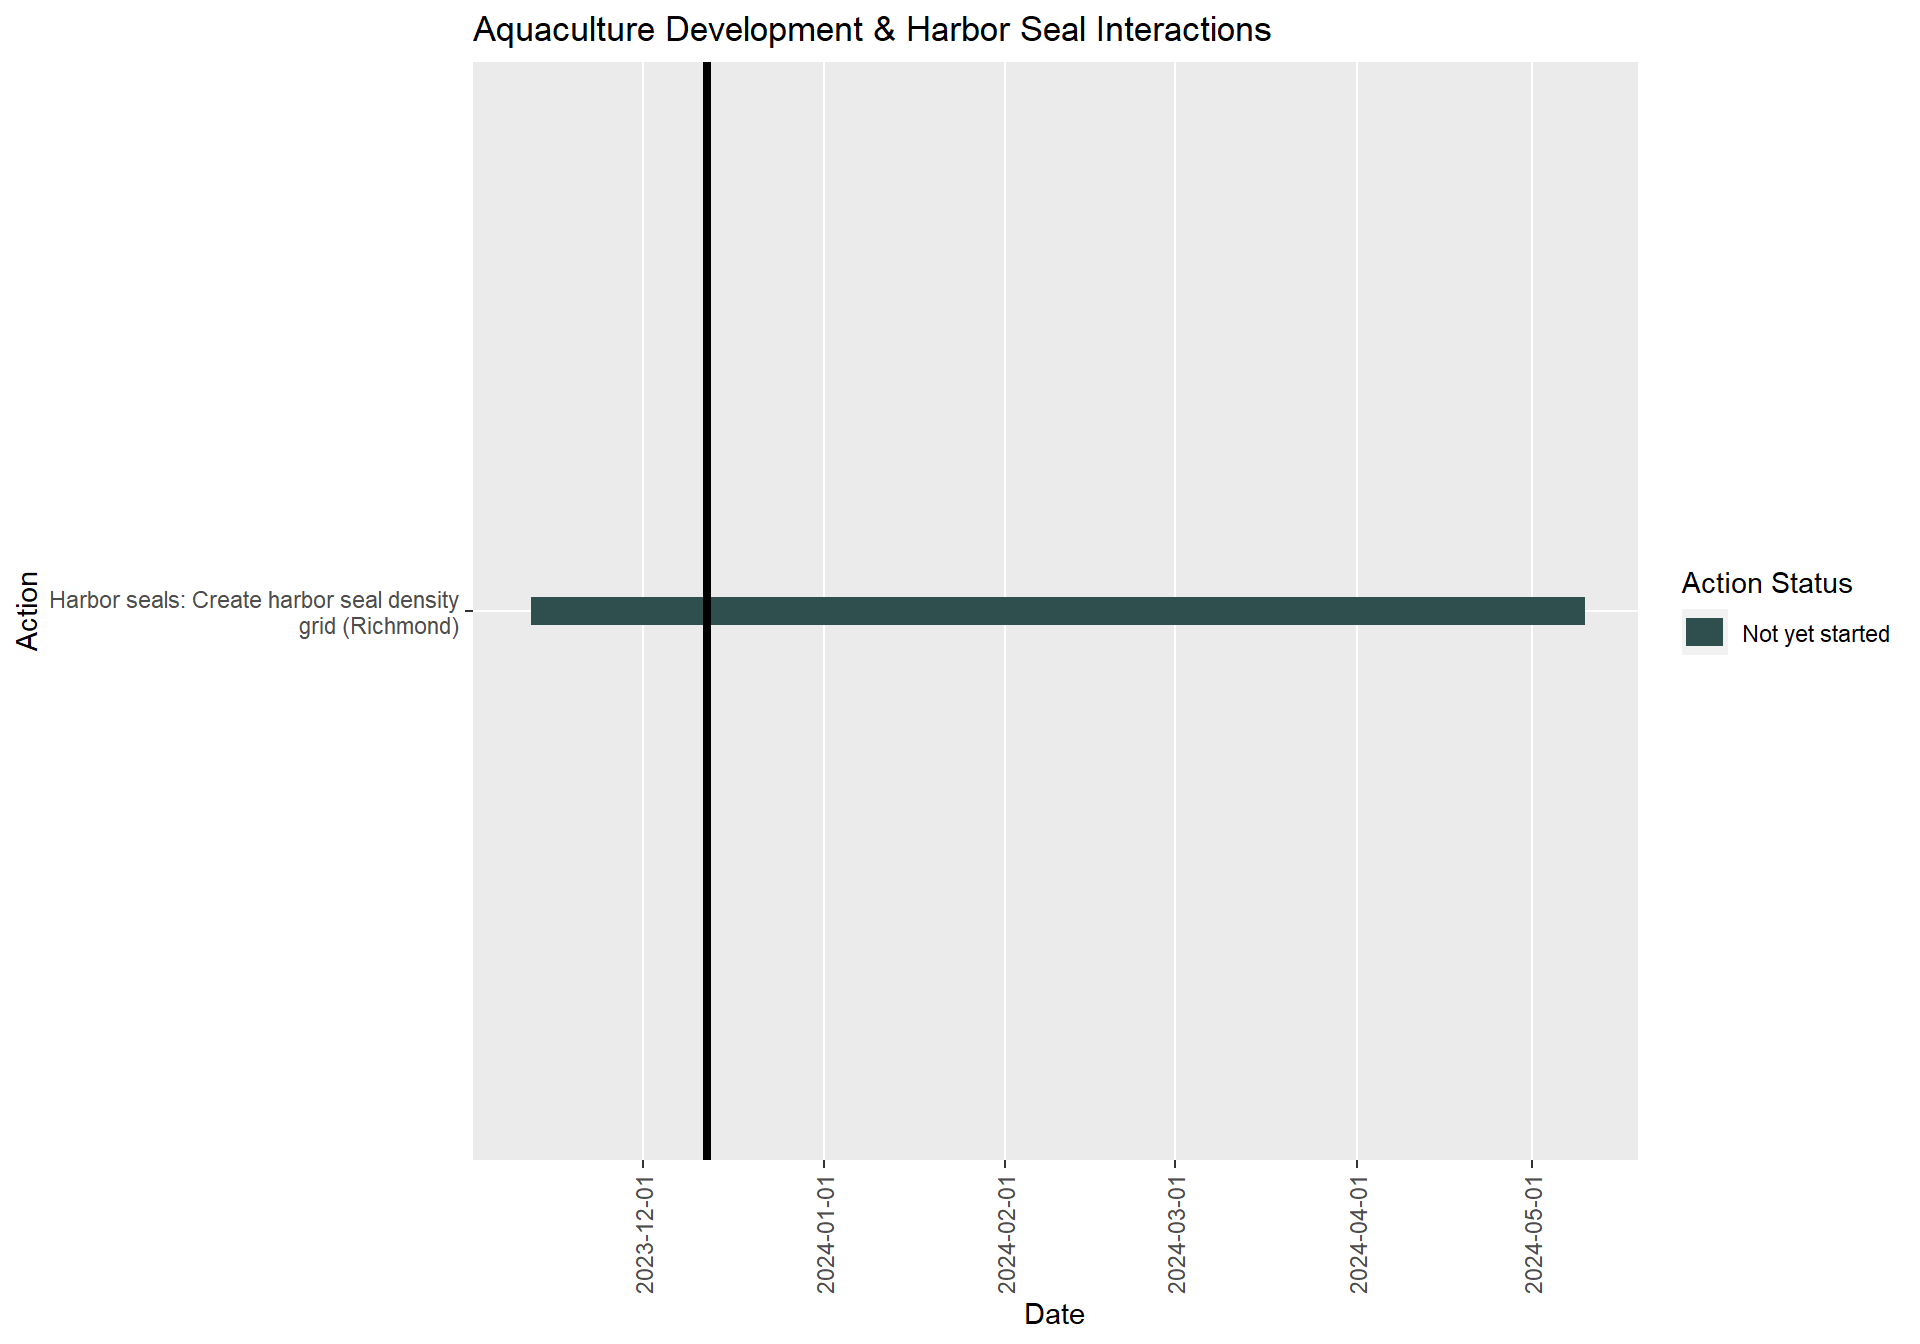 Aquaculture Development & Harbor Seal Interactions
Action
Harbor seals: Create harbor seal density
grid (Richmond)
Action Status
Not yet started
2023-12-01
2024-01-01
2024-02-01
2024-03-01
2024-04-01
2024-05-01
Date